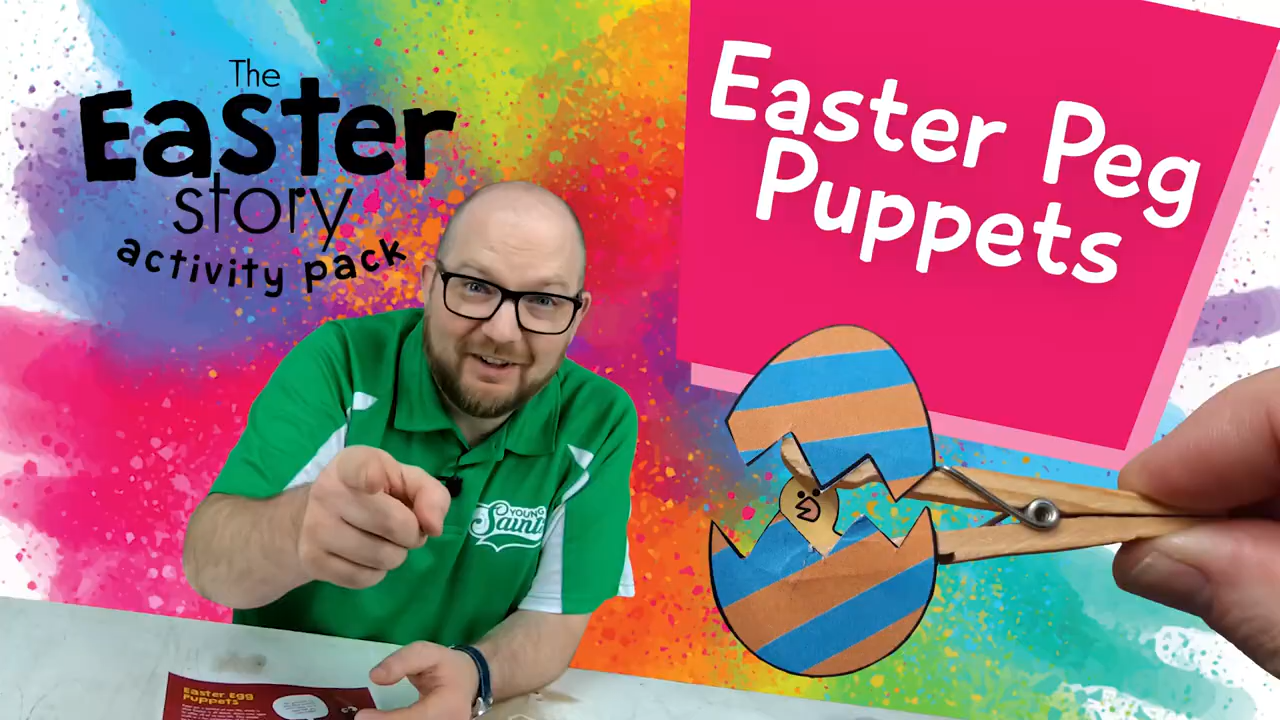 The
Easter
story
activity pack
Easter Peg
Puppets
YOUNG
Saints
Easter Egg
Puppets